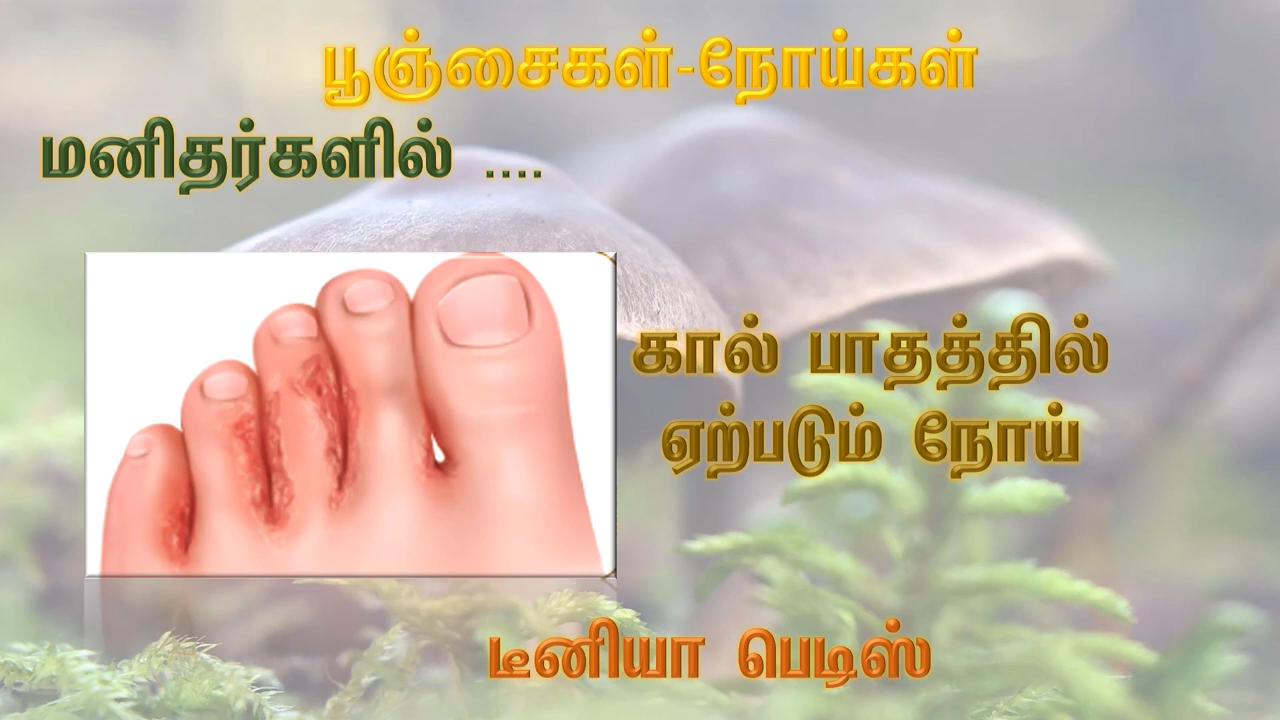 பூஞ்சைகள்-நோய்கள்
மனிதர்களில் ....
கால் பாதத்தில்
ஏற்படும் நோய்
டீனியா பெடிஸ்